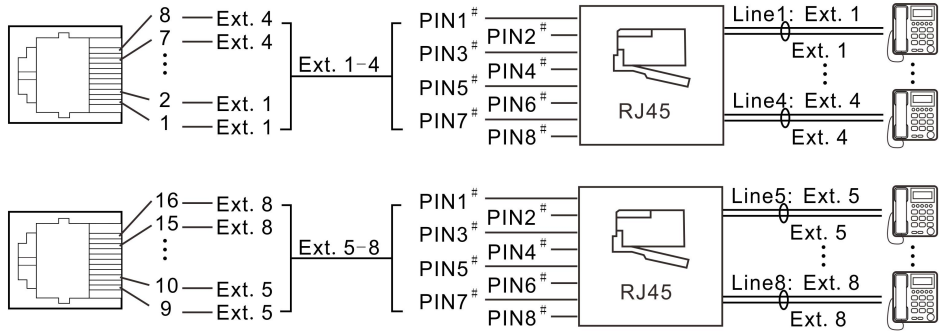 8 Ext. 4
7 Ext. 4
2 Ext. 1
1 Ext. 1
Ext. 1-4
PIN1#
PIN2#
PIN3#
PIN4#
PIN5#
PIN6#
PIN7#
PIN8#
RJ45
Line1: Ext. 1
Ext. 1
Line4: Ext. 4
Ext. 4
16 Ext. 8
15 Ext. 8
10 Ext. 5
9 Ext. 5
Ext. 5-8
PIN1#
PIN2#
PIN3#
PIN4#
PIN5#
PIN6#
PIN7#
PIN8#
RJ45
Line5: Ext. 5
Ext. 5
Line8: Ext. 8
Ext. 8